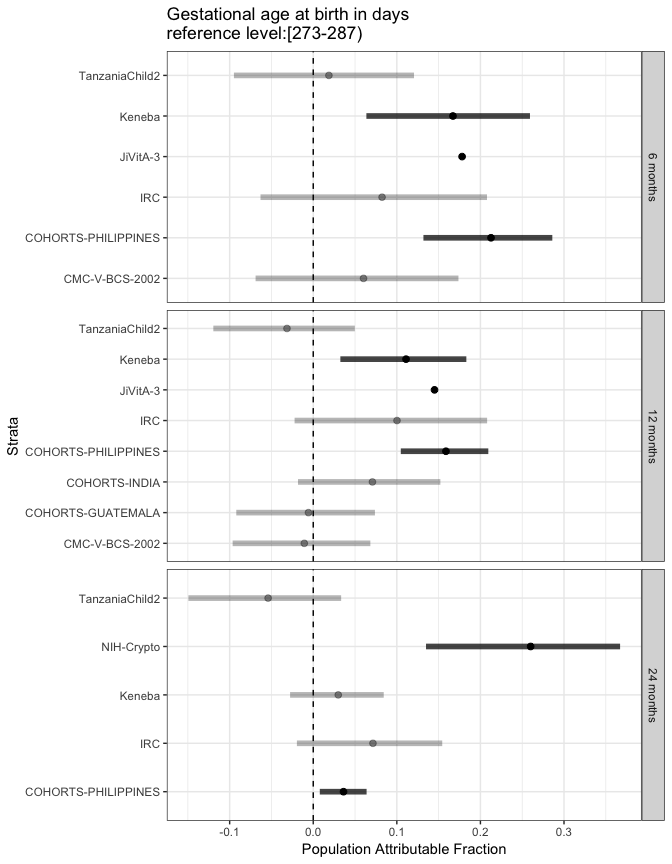 Gestational age at birth in days
reference level:[273-287)
TanzaniaChild2
Keneba
JiVitA-3
IRC
COHORTS-PHILIPPINES
CMC-V-BCS-2002
6 months
TanzaniaChild2
Keneba
JiVitA-3
IRC
COHORTS-PHILIPPINES
COHORTS-INDIA
COHORTS-GUATEMALA
CMC-V-BCS-2002
12 months
Strata
TanzaniaChild2
NIH-Crypto
Keneba
IRC
COHORTS-PHILIPPINES
24 months
-0.1 0.0 0.1 0.2 0.3
Population Attributable Fraction